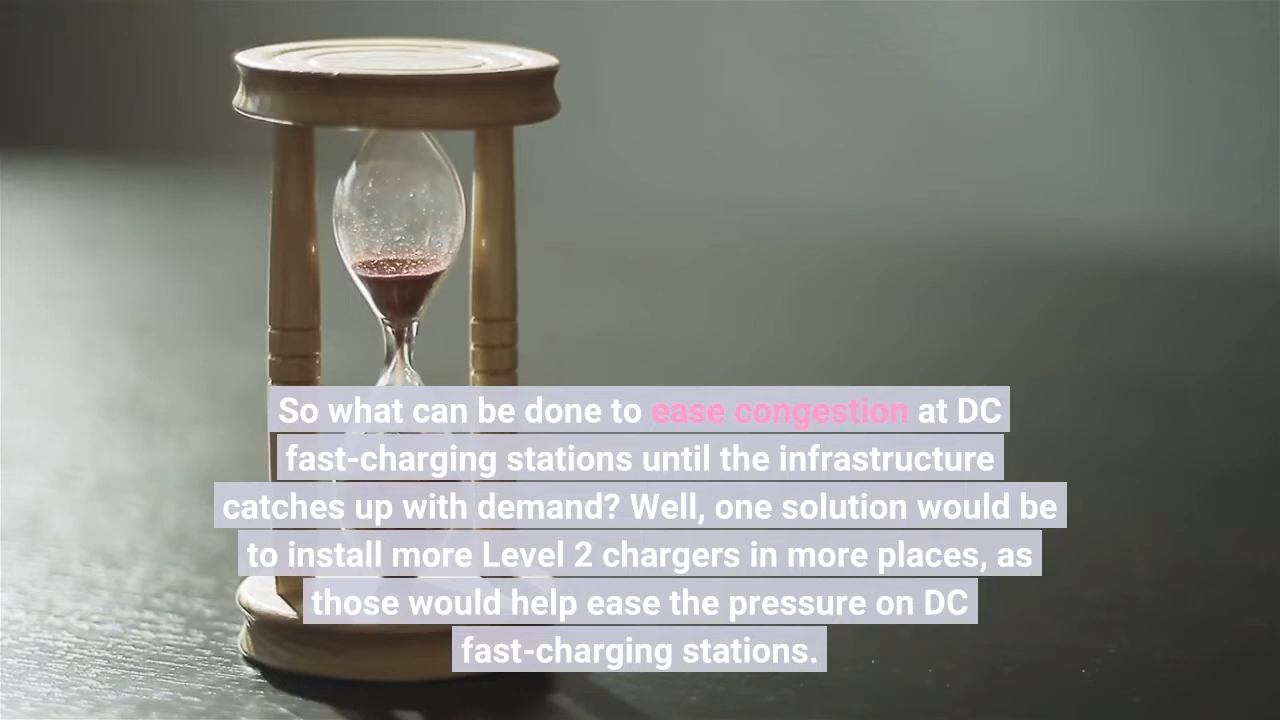 So what can be done to ease congestion at DC
fast-charging stations until the infrastructure
catches up with demand? Well, one solution would be
to install more Level 2 chargers in more places, as
those would help ease the pressure on DC
fast-charging stations.